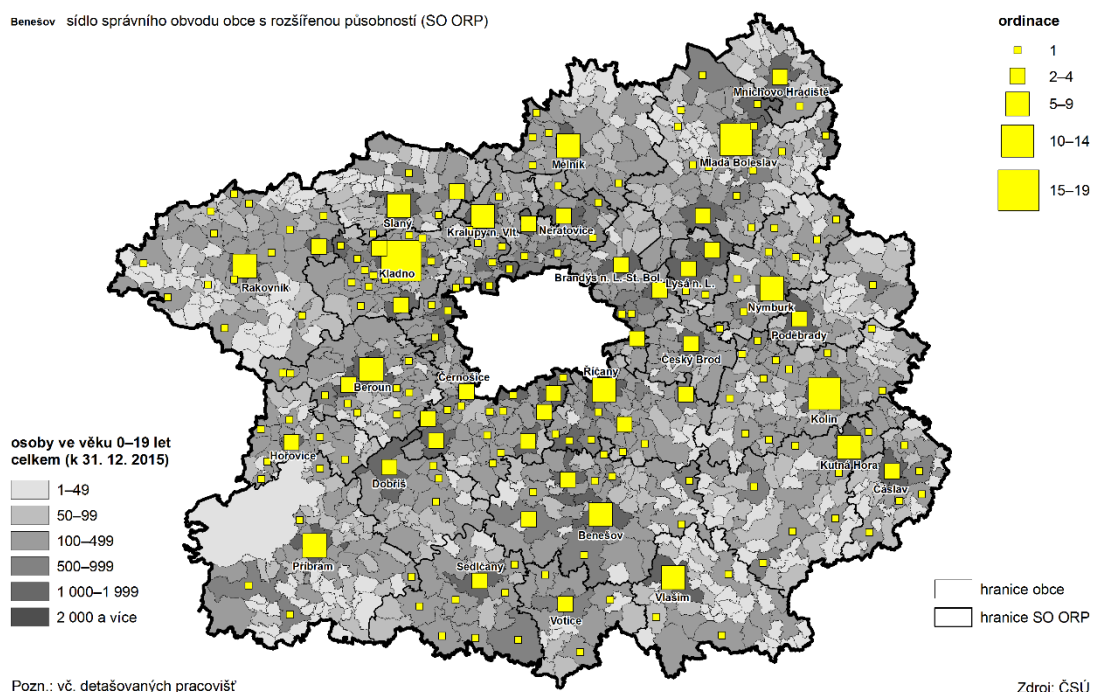 Benešov sídlo správního obvodu obce s rozšířenou působností (SO ORP)
ordinace
1
2–4
5–9
10–14
15–19
Mnichovo Hradiště
Mladá Boleslav
Mělník
Slaný
Kralupy n. Vlt.
Neratovice
Kladno
Rakovník
Brandýs n. L.-St. Bol.
Lysá n. L.
Nymburk
Poděbrady
Český Brod
Říčany
Černošice
Beroun
Kolín
Kutná Hora
Čáslav
Hořovice
Dobříš
Benešov
Příbram
Sedlčany
Vlašim
Votice
osoby ve věku 0–19 let
celkem (k 31. 12. 2015)
1–49
50–99
100–499
500–999
1 000–1 999
2 000 a více
hranice obce
hranice SO ORP
Pozn.: vč. detašovaných pracovišť
Zdroj: ČSÚ